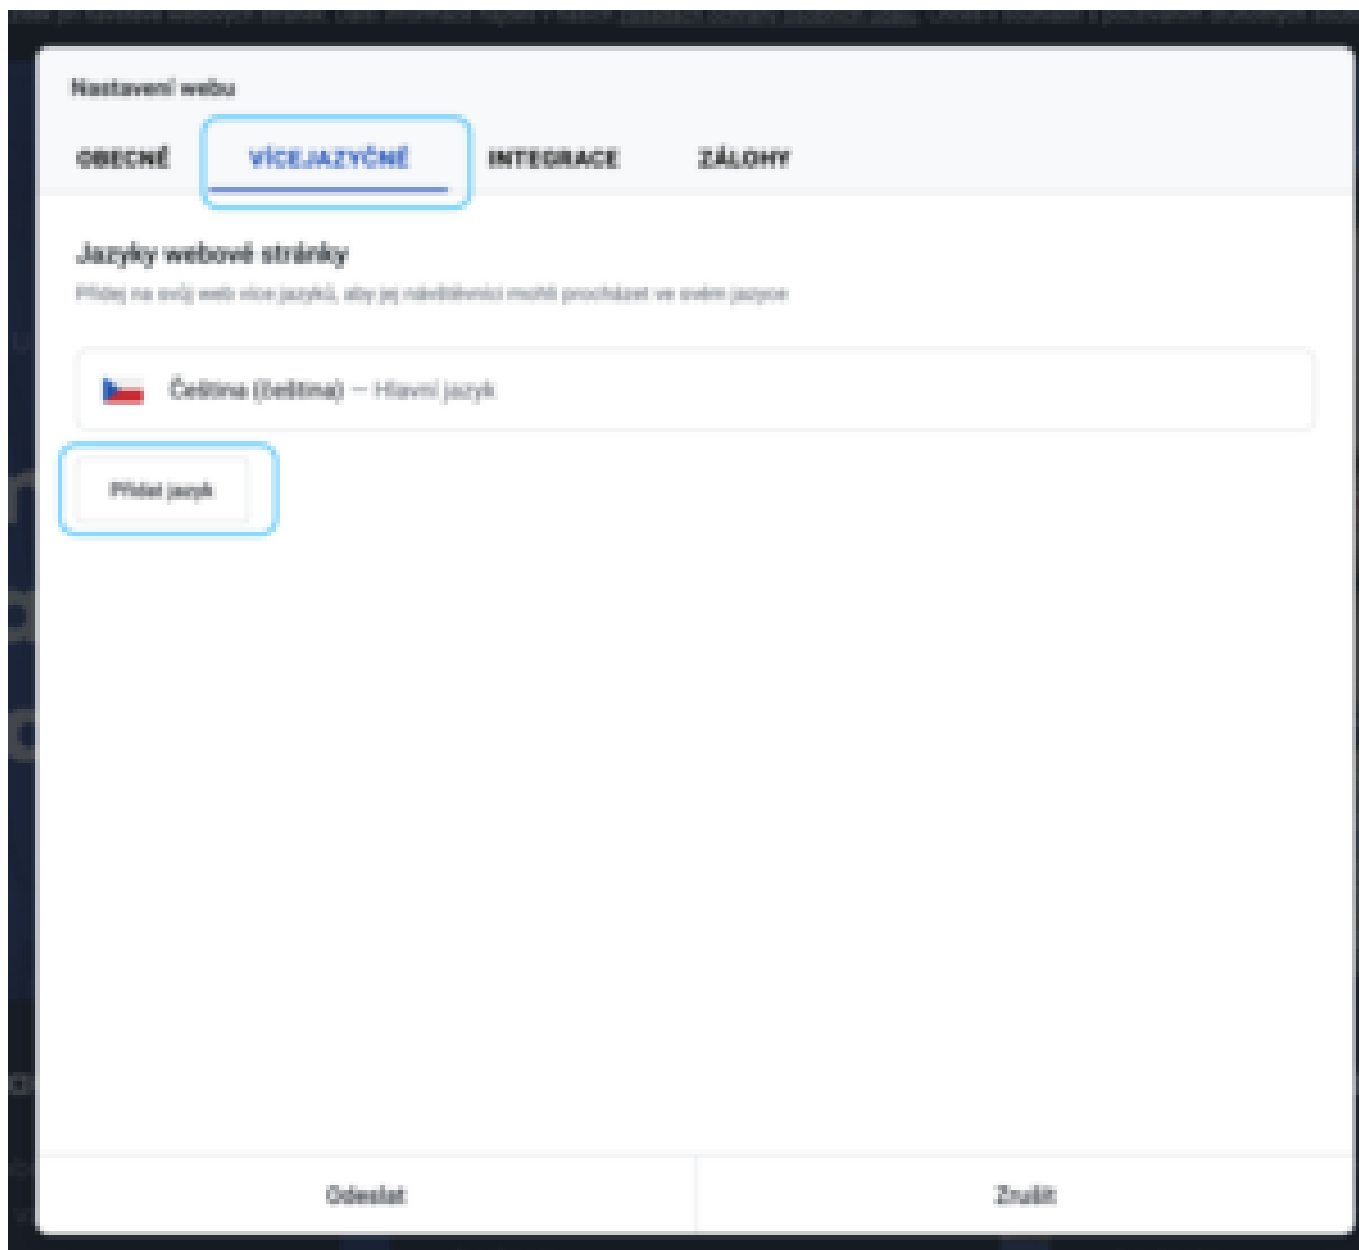 Nastavení webu
OBECNÉ VÍCEJAZYČNÉ INTEGRACE ZÁLOHY
Jazyky webové stránky
Přidej na svůj web více jazyků, aby jej návštěvníci mohli procházet ve svém jazyce
Čeština (čeština) — Hlavní jazyk
Přidat jazyk
Odeslat Zrušit